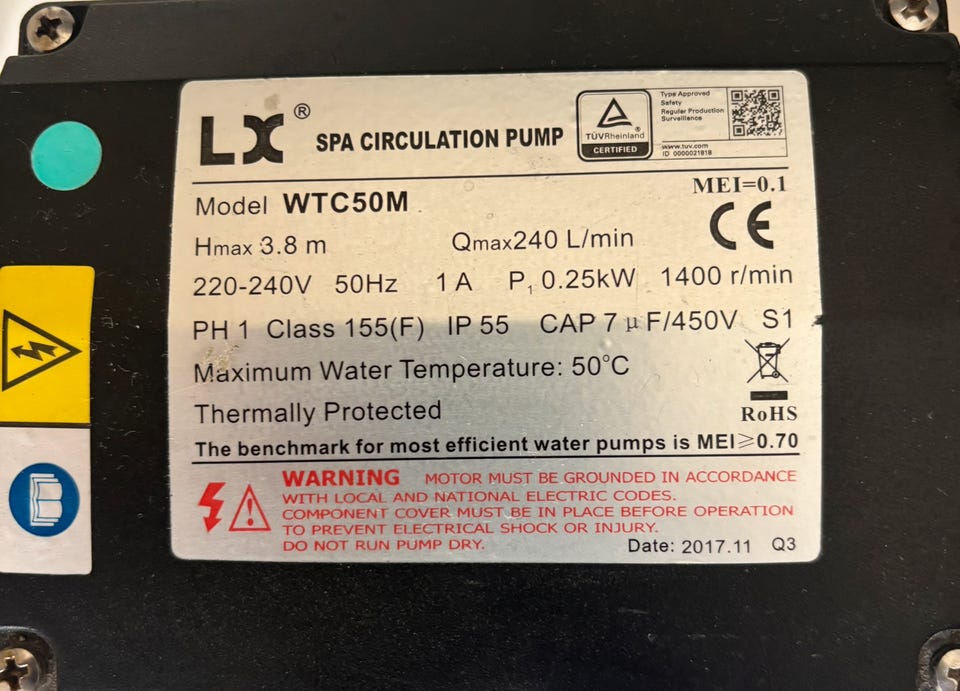 LX® SPA CIRCULATION PUMP
TÜVRheinland®
CERTIFIED
Type Approved
Safety
Regular Production
Surveillance
www.tuv.com
ID 0000021818
MEI=0.1
Model WTC50M
CE
Hmax 3.8 m Qmax240 L/min
220-240V 50Hz 1 A P1 0.25kW 1400 r/min
PH 1 Class 155(F) IP 55 CAP 7 μF/450V S1
Maximum Water Temperature: 50°C
Thermally Protected
RoHS
The benchmark for most efficient water pumps is MEI≥0.70
WARNING MOTOR MUST BE GROUNDED IN ACCORDANCE
WITH LOCAL AND NATIONAL ELECTRIC CODES.
COMPONENT COVER MUST BE IN PLACE BEFORE OPERATION
TO PREVENT ELECTRICAL SHOCK OR INJURY.
DO NOT RUN PUMP DRY.
Date: 2017.11 Q3